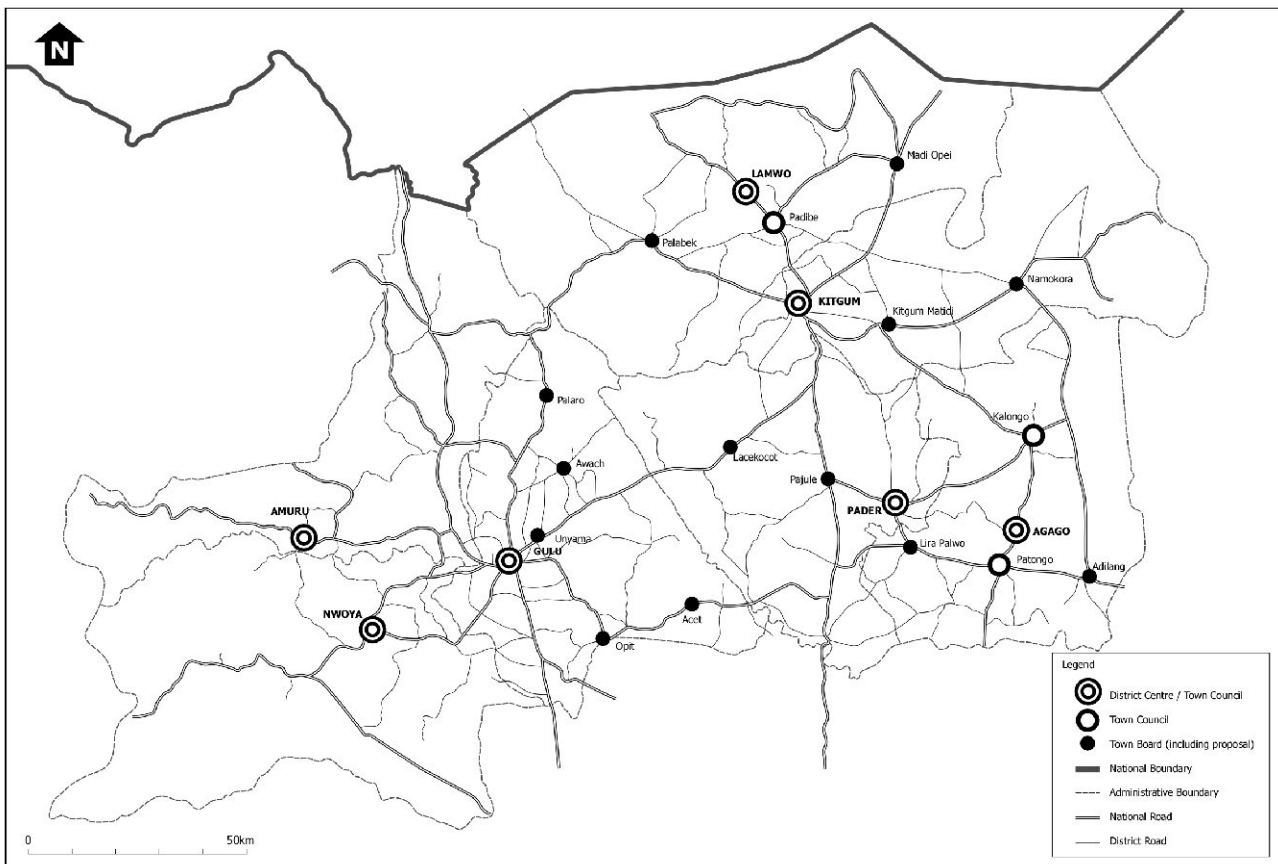 N
LAMWO
Madi Opei
Padibe
Palabek
Namokora
KITGUM
Kitgum Matidi
Palaro
Kalongo
Lacekocot
Awach
Pajule
PADER
AMURU
AGAGO
Unyama
GULU
Lira Palwo
Patongo
Adilang
NWOYA
Acet
Opit
Legend
District Centre / Town Council
Town Council
Town Board (including proposal)
National Boundary
Administrative Boundary
National Road
District Road
0 50km